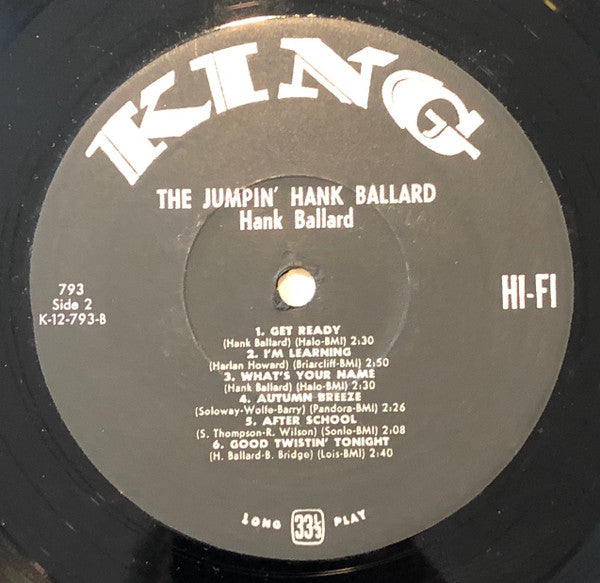 KING
THE JUMPIN' HANK BALLARD
Hank Ballard
793
Side 2
K-12-793-B
HI-FI
1. GET READY
(Hank Ballard) (Halo-BMI) 2:30
2. I'M LEARNING
(Harlan Howard) (Briarcliff-BMI) 2:50
3. WHAT'S YOUR NAME
(Hank Ballard) (Halo-BMI) 2:30
4. AUTUMN BREEZE
(Soloway-Wolfe-Barry) (Pandora-BMI) 2:26
5. AFTER SCHOOL
(S. Thompson-R. Wilson) (Sonlo-BMI) 2:08
6. GOOD TWISTIN' TONIGHT
(H. Ballard-B. Bridge) (Lois-BMI) 2:40
LONG 33⅓ PLAY